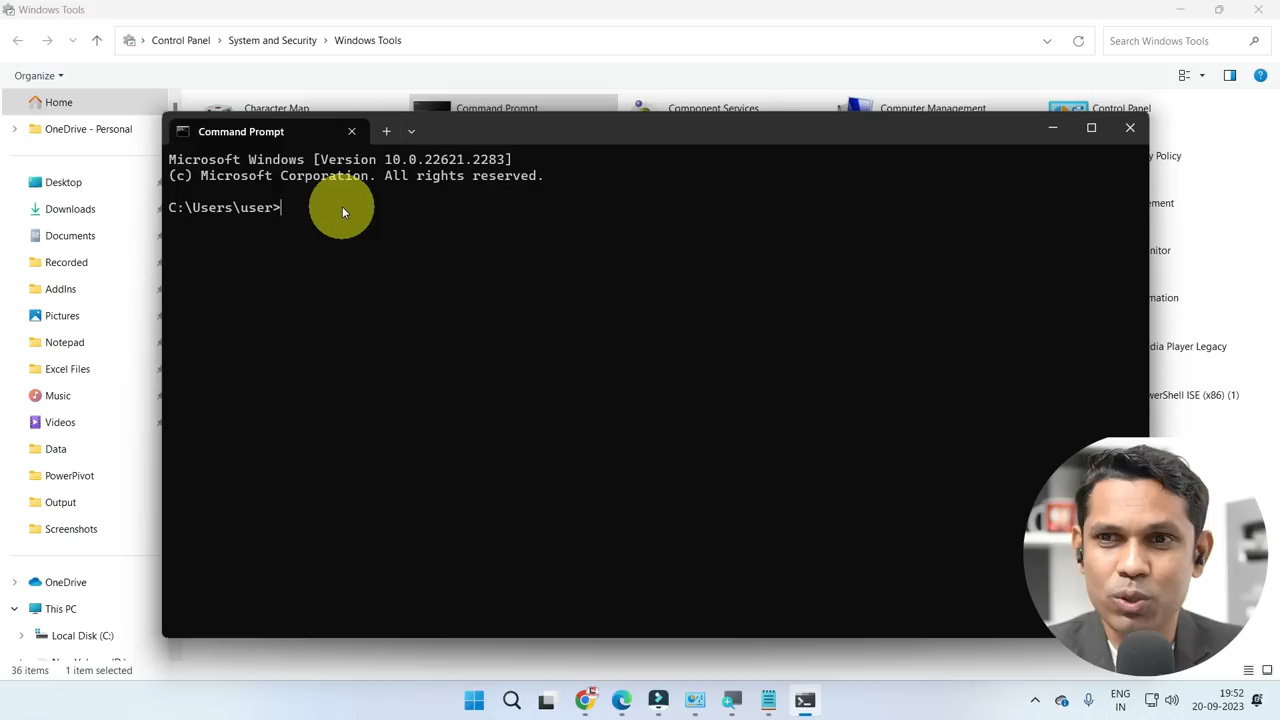 Windows Tools
Control Panel > System and Security > Windows Tools
Search Windows Tools
Organize
Home
OneDrive - Personal
Desktop
Downloads
Documents
Recorded
AddIns
Pictures
Notepad
Excel Files
Music
Videos
Data
PowerPivot
Output
Screenshots
OneDrive
This PC
Local Disk (C:)
Character Map
Command Prompt
Component Services
Computer Management
Control Panel
Command Prompt
Microsoft Windows [Version 10.0.22621.2283]
(c) Microsoft Corporation. All rights reserved.
C:\Users\user>
y Policy
ement
nitor
mation
dia Player Legacy
werShell ISE (x86) (1)
36 items
1 item selected
ENG
IN
19:52
20-09-2023